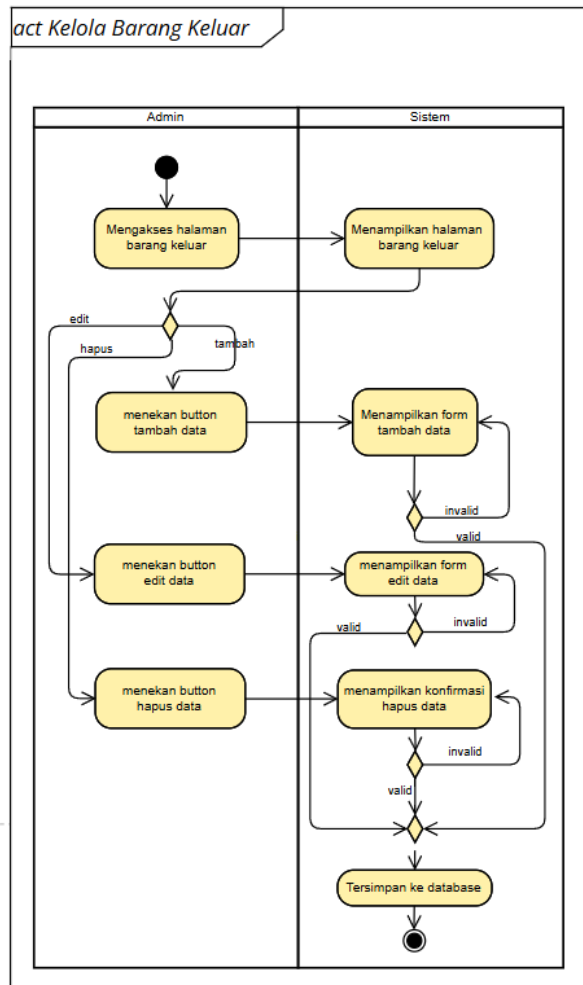 act Kelola Barang Keluar
Admin
Sistem
Mengakses halaman
barang keluar
Menampilkan halaman
barang keluar
edit
hapus
tambah
menekan button
tambah data
Menampilkan form
tambah data
invalid
valid
menekan button
edit data
menampilkan form
edit data
valid
invalid
menekan button
hapus data
menampilkan konfirmasi
hapus data
invalid
valid
Tersimpan ke database